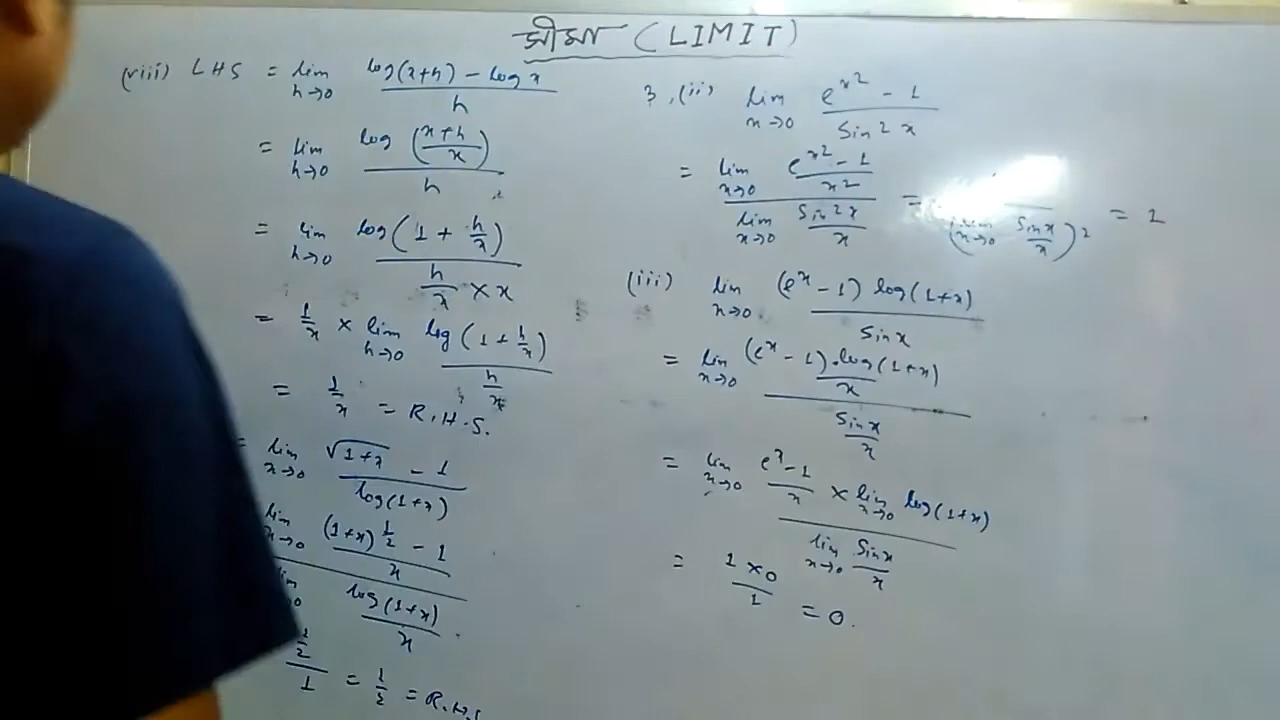 সীমা (LIMIT)
(viii) LHS = lim h→0 log(x+h) – log x / h
= lim h→0 log (x+h / x) / h
= lim h→0 log (1 + h/x) / h/x × x
= 1/x × lim h→0 log (1 + h/x) / h/x
= 1/x = R.H.S.
= lim x→0 √1+x – 1 / log(1+x)
lim x→0 (1+x) 1/2 – 1 / x
log(1+x) / x
1/2 / 1 = 1/2 = R.H.S
3, (ii) lim x→0 e^x² – 1 / Sin² x
= lim x→0 e^x² – 1 / x² / lim x→0 Sin² x / x = / (lim x→0 Sin x / x)² = 1
(iii) lim x→0 (e^x – 1) log(1+x) / Sin x
= lim x→0 (e^x – 1).log(1+x) / x / Sin x / x
= lim x→0 e^x – 1 / x × lim x→0 log(1+x) / lim x→0 Sin x / x
= 1 × 0 / 1 = 0.